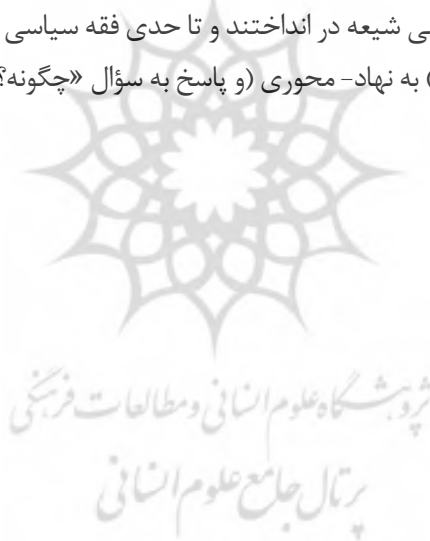 ی شیعه در انداختند و تا حدی فقه سیاسی
) به نهاد- محوری (و پاسخ به سؤال «چگونه؟
پژوهشگاه علوم انسانی و مطالعات فرهنگی
پرتال جامع علوم انسانی